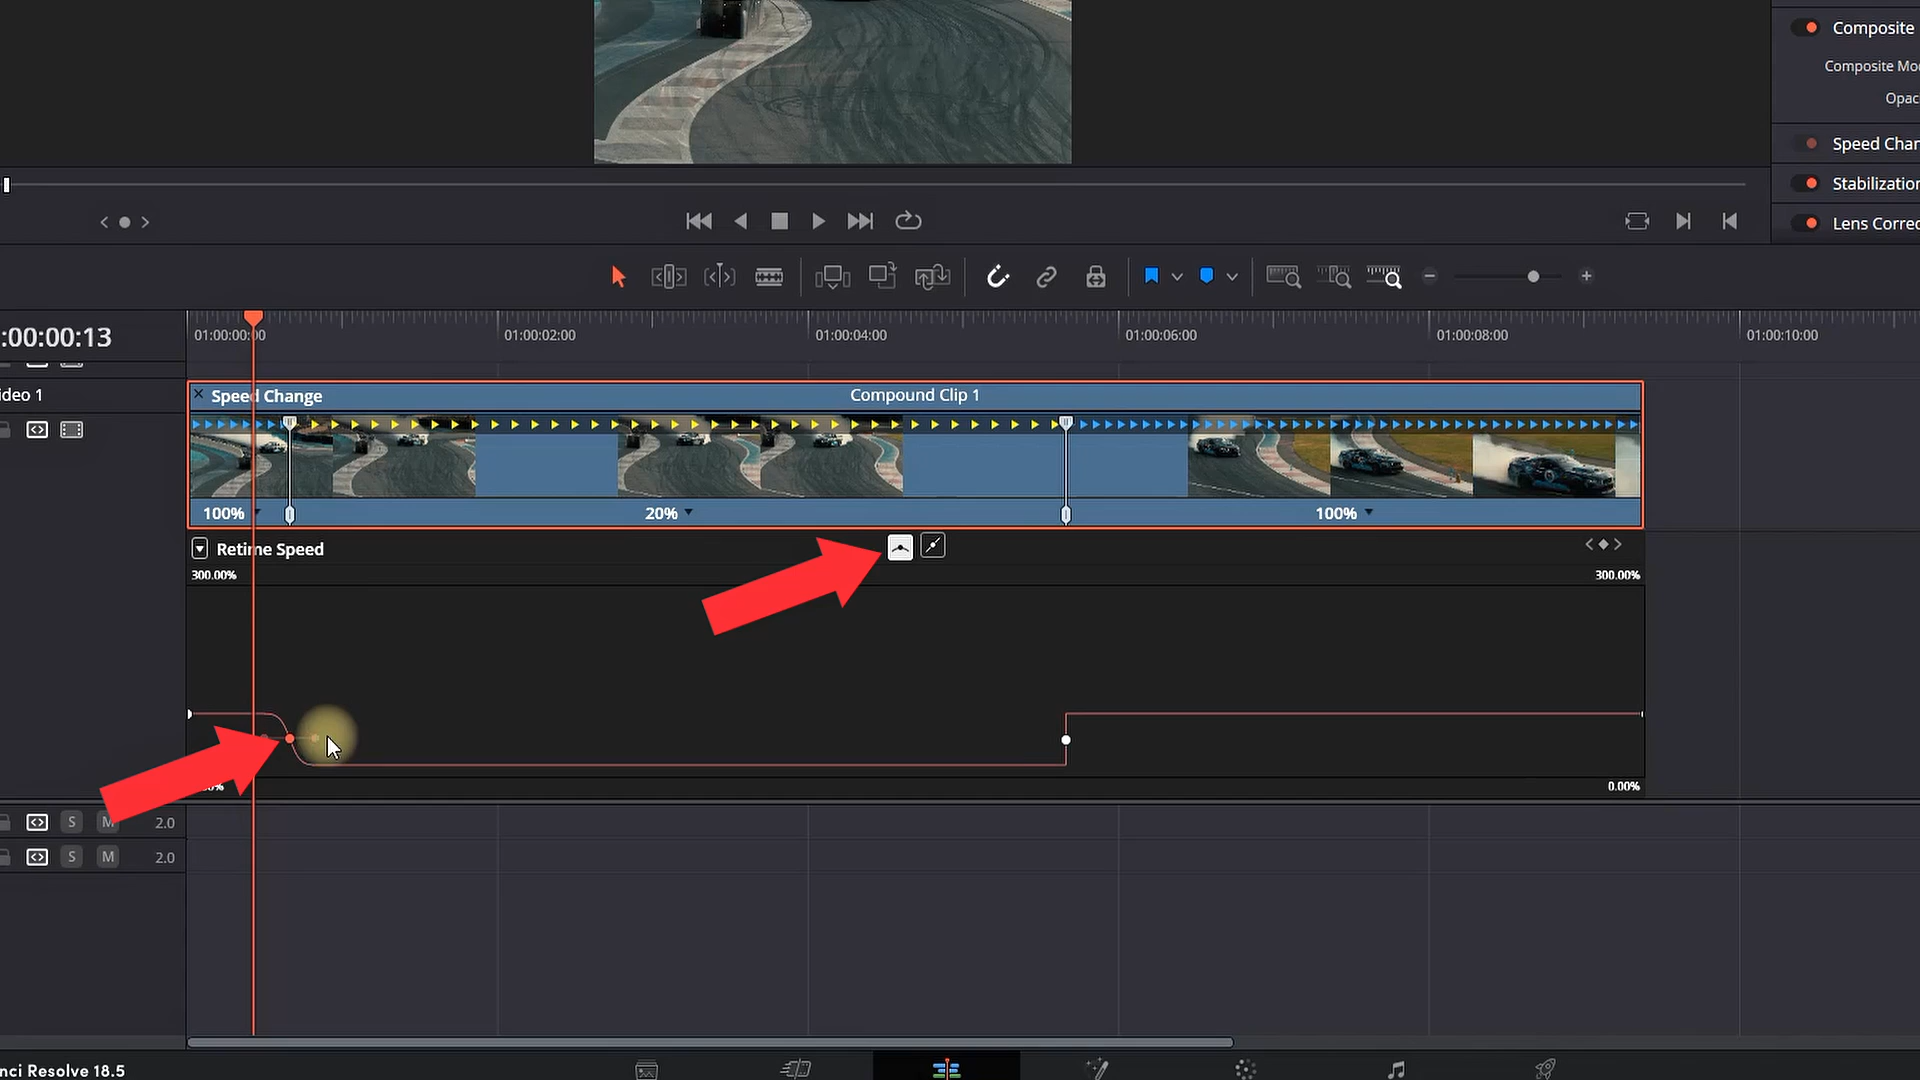 Composite
Composite Mo
Opaci
Speed Chan
Stabilization
Lens Correc
:00:00:13
01:00:00:00
01:00:02:00
01:00:04:00
01:00:06:00
01:00:08:00
01:00:10:00
ideo 1
Speed Change
Compound Clip 1
100%
20%
100%
Retime Speed
300.00%
300.00%
0.00%
S M 2.0
S M 2.0
nci Resolve 18.5